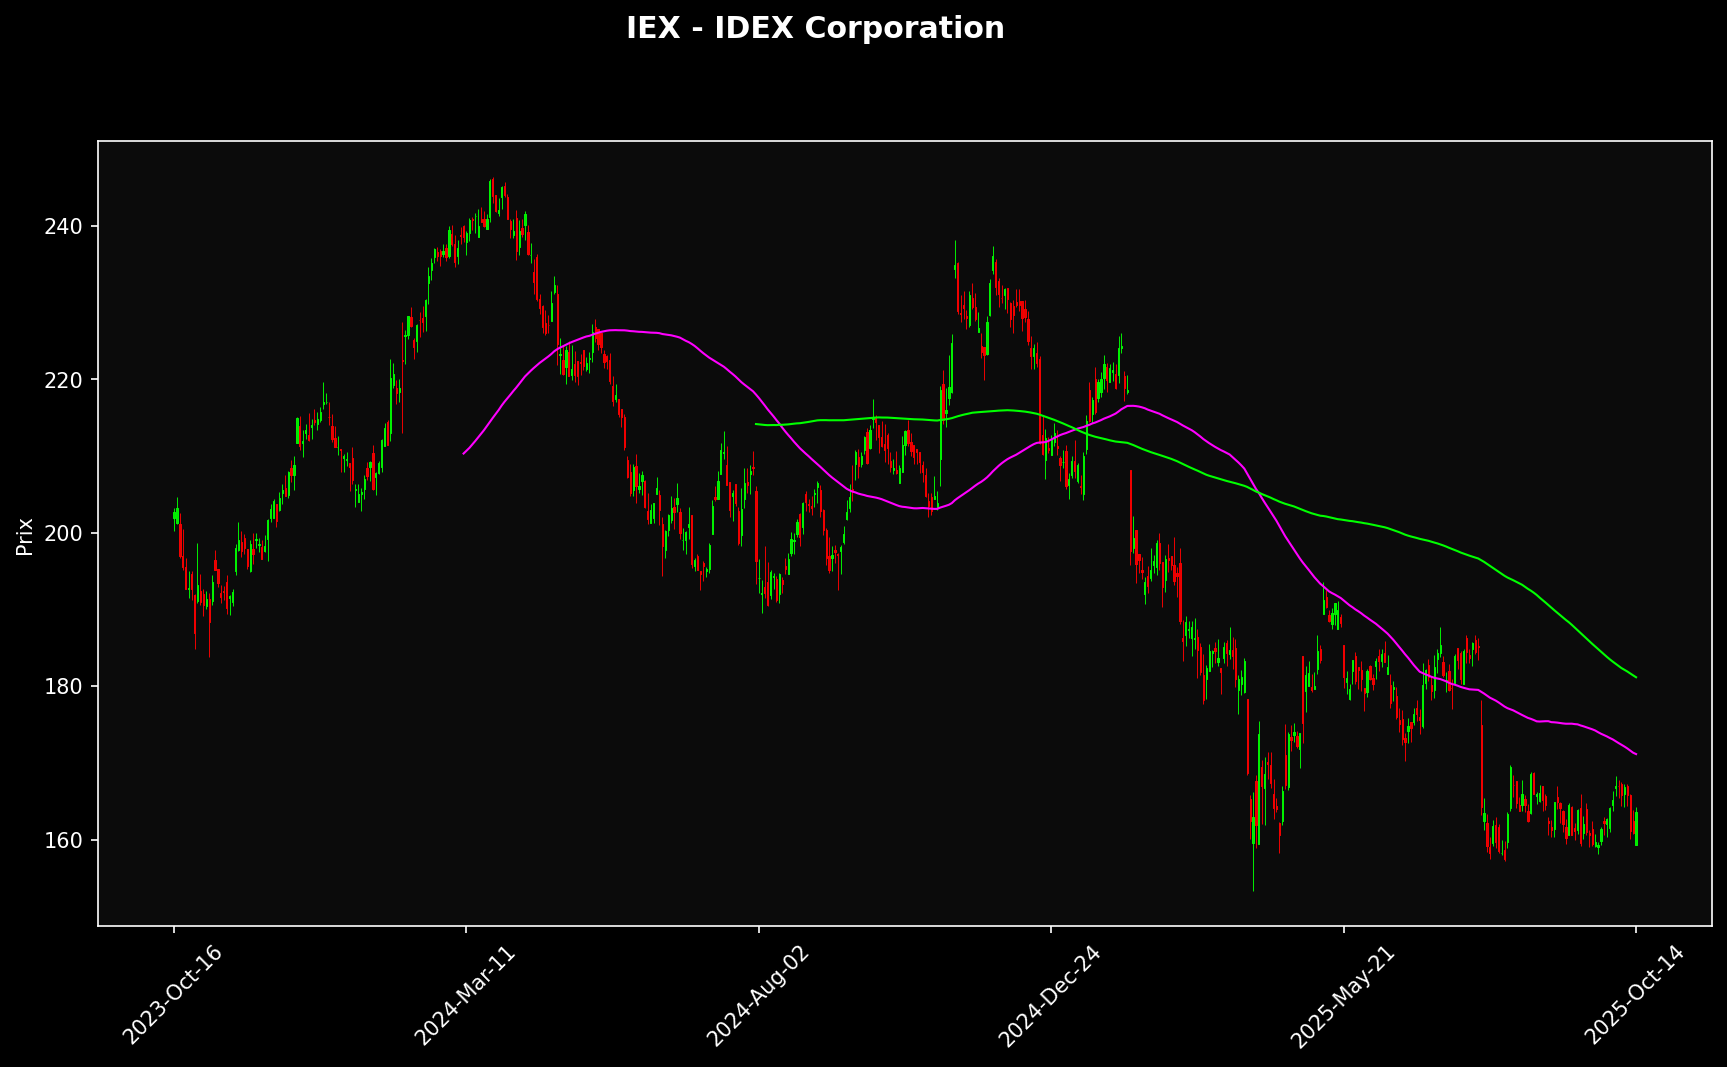 IEX - IDEX Corporation
Prix
240
220
200
180
160
2023-Oct-16
2024-Mar-11
2024-Aug-02
2024-Dec-24
2025-May-21
2025-Oct-14